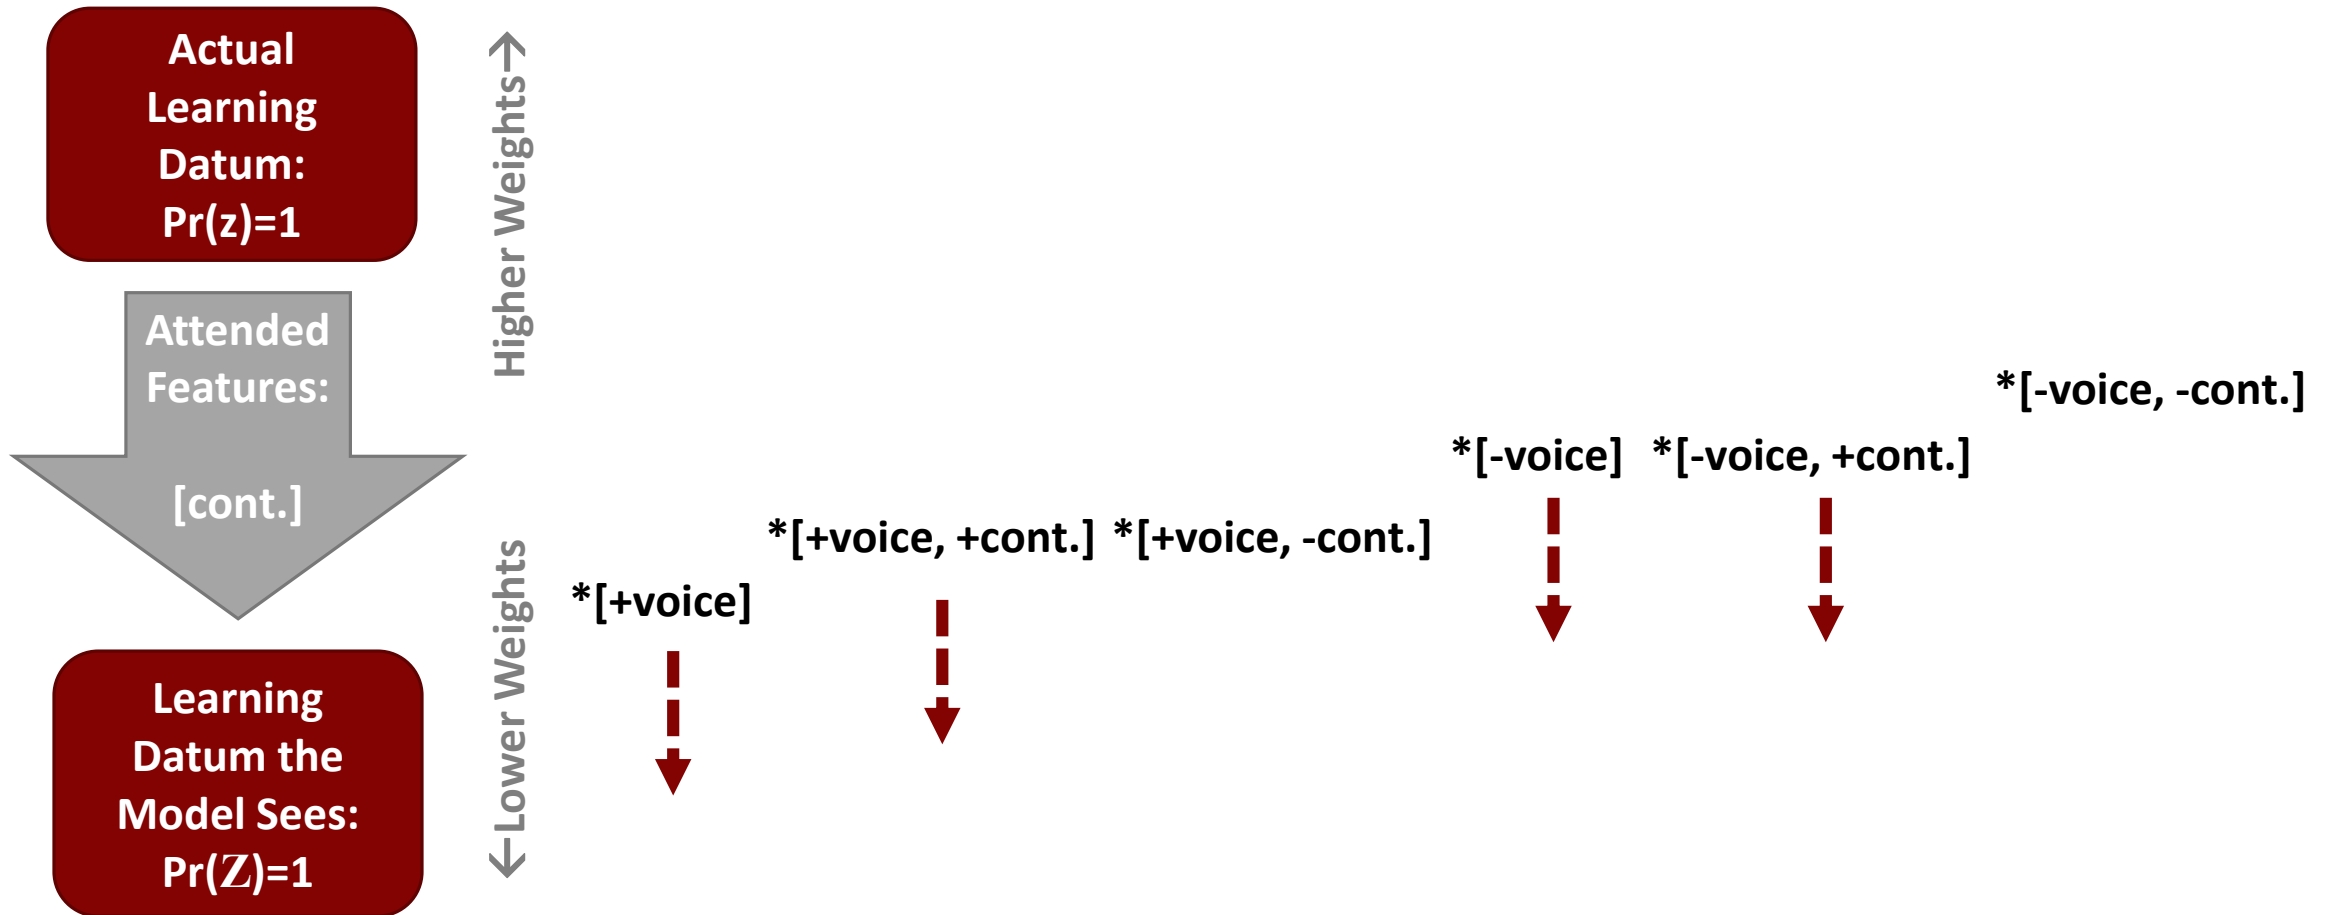 Actual
Learning
Datum:
Pr(z)=1
Attended
Features:
[cont.]
Learning
Datum the
Model Sees:
Pr(Z)=1
Higher Weights→
←Lower Weights
*[+voice]
*[+voice, +cont.]
*[+voice, -cont.]
*[-voice]
*[-voice, +cont.]
*[-voice, -cont.]